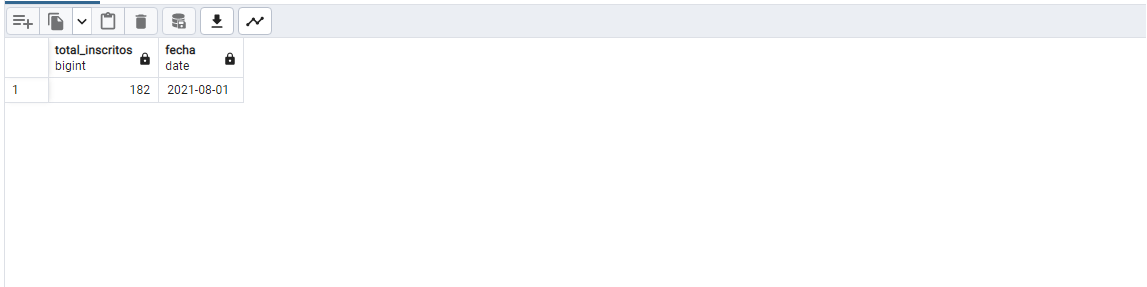 total_inscritos fecha
bigint date
1 182 2021-08-01